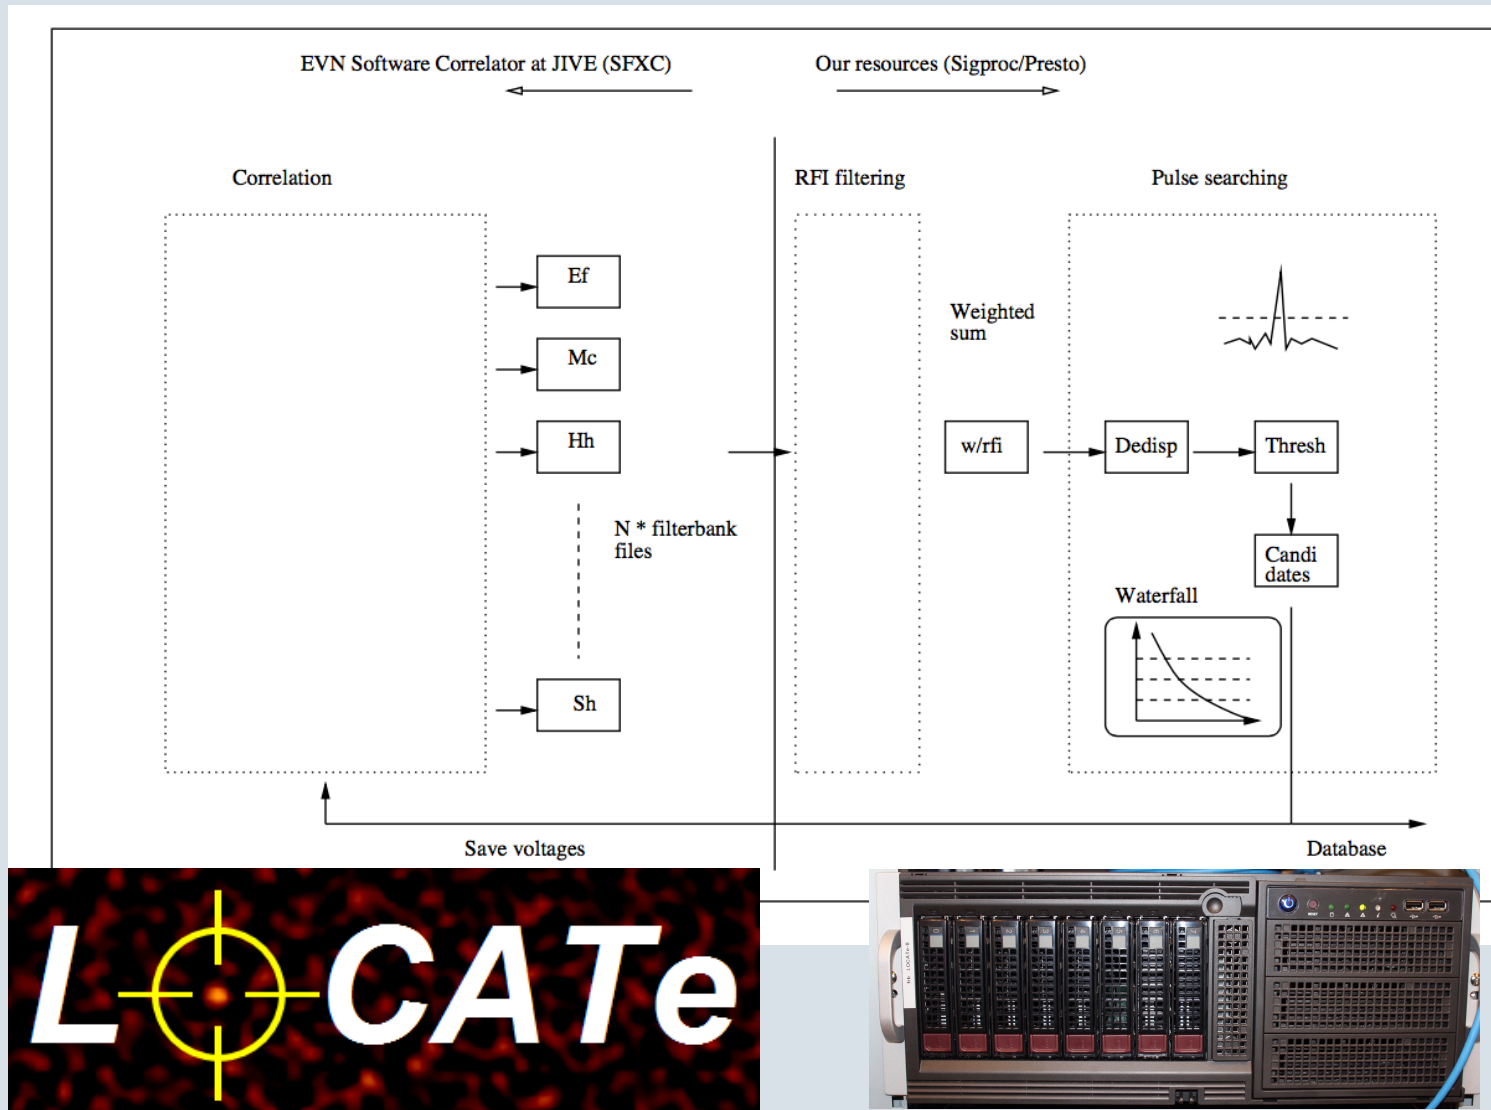 EVN Software Correlator at JIVE (SFXC)
Our resources (Sigproc/Presto)
Correlation
RFI filtering
Pulse searching
Ef
Mc
Hh
N * filterbank
files
Sh
Weighted
sum
w/rfi
Dedisp
Thresh
Candi
dates
Waterfall
Save voltages
Database
LOCATe